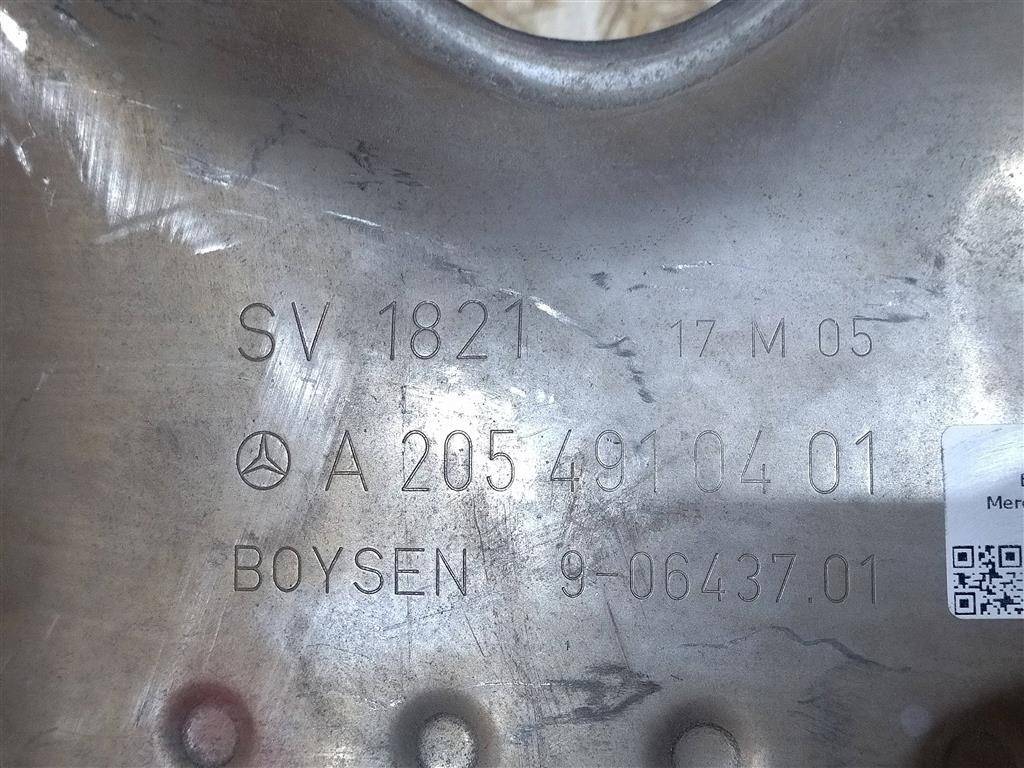 SV 1821 17 M 05
A 205 491 04 01
BOYSEN 9-06437.01